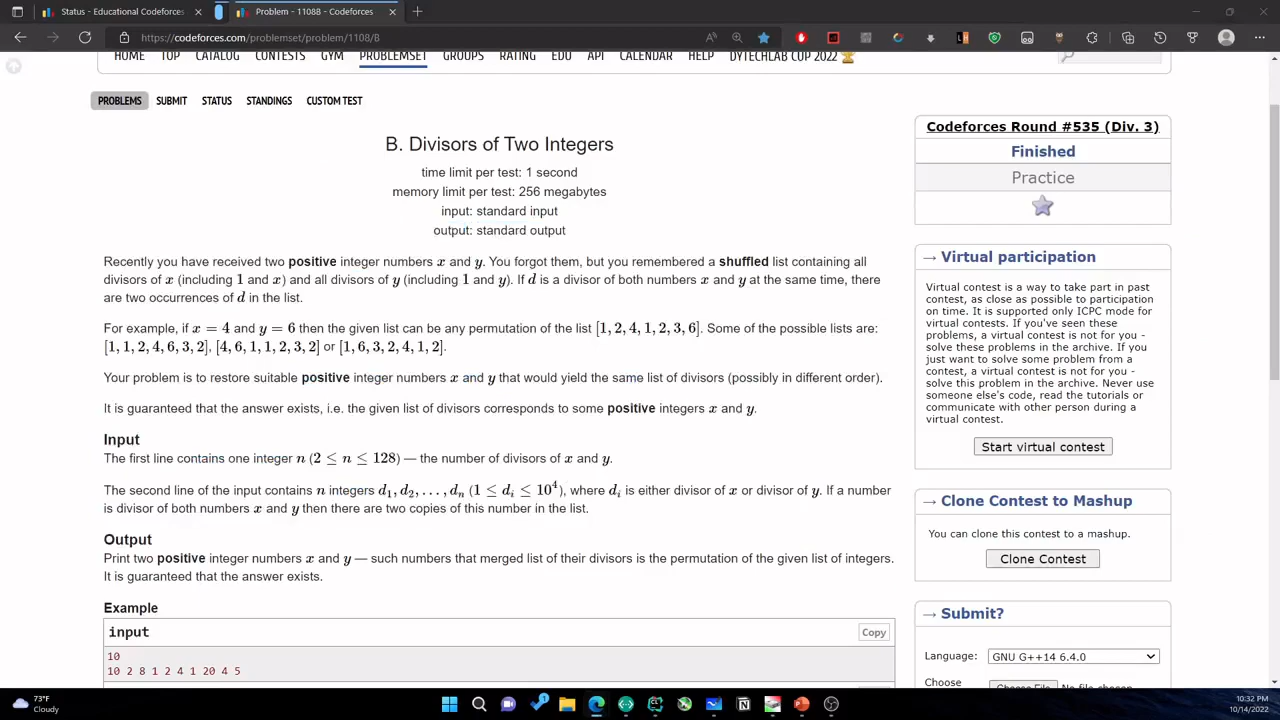 Status - Educational Codeforces
Problem - 1108B - Codeforces
https://codeforces.com/problemset/problem/1108/B
HOME TOP CATALOG CONTESTS GYM PROBLEMSET GROUPS RATING EDU API CALENDAR HELP DYTECHLAB CUP 2022
PROBLEMS SUBMIT STATUS STANDINGS CUSTOM TEST
B. Divisors of Two Integers
time limit per test: 1 second
memory limit per test: 256 megabytes
input: standard input
output: standard output
Recently you have received two positive integer numbers x and y. You forgot them, but you remembered a shuffled list containing all
divisors of x (including 1 and x) and all divisors of y (including 1 and y). If d is a divisor of both numbers x and y at the same time, there
are two occurrences of d in the list.
For example, if x = 4 and y = 6 then the given list can be any permutation of the list [1, 2, 4, 1, 2, 3, 6]. Some of the possible lists are:
[1, 1, 2, 4, 6, 3, 2], [4, 6, 1, 1, 2, 3, 2] or [1, 6, 3, 2, 4, 1, 2].
Your problem is to restore suitable positive integer numbers x and y that would yield the same list of divisors (possibly in different order).
It is guaranteed that the answer exists, i.e. the given list of divisors corresponds to some positive integers x and y.
Input
The first line contains one integer n (2 ≤ n ≤ 128) — the number of divisors of x and y.
The second line of the input contains n integers d₁, d₂, …, dₙ (1 ≤ dᵢ ≤ 10⁴), where dᵢ is either divisor of x or divisor of y. If a number
is divisor of both numbers x and y then there are two copies of this number in the list.
Output
Print two positive integer numbers x and y — such numbers that merged list of their divisors is the permutation of the given list of integers.
It is guaranteed that the answer exists.
Example
input
Copy
10
10 2 8 1 2 4 1 20 4 5
Codeforces Round #535 (Div. 3)
Finished
Practice
→ Virtual participation
Virtual contest is a way to take part in past
contest, as close as possible to participation
on time. It is supported only ICPC mode for
virtual contests. If you've seen these
problems, a virtual contest is not for you -
solve these problems in the archive. If you
just want to solve some problem from a
contest, a virtual contest is not for you -
solve this problem in the archive. Never use
someone else's code, read the tutorials or
communicate with other person during a
virtual contest.
Start virtual contest
→ Clone Contest to Mashup
You can clone this contest to a mashup.
Clone Contest
→ Submit?
Language: GNU G++14 6.4.0
Choose
Choose File No file chosen
73°F
Cloudy
10:32 PM
10/14/2022